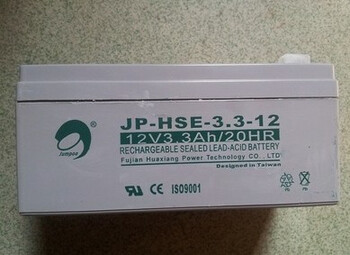 JP-HSE-3.3-12
12V3.3Ah/20HR
RECHARGEABLE SEALED LEAD-ACID BATTERY
Fujian Huaxiang Power Technology CO.,LTD
Designed in Taiwan
ISO9001